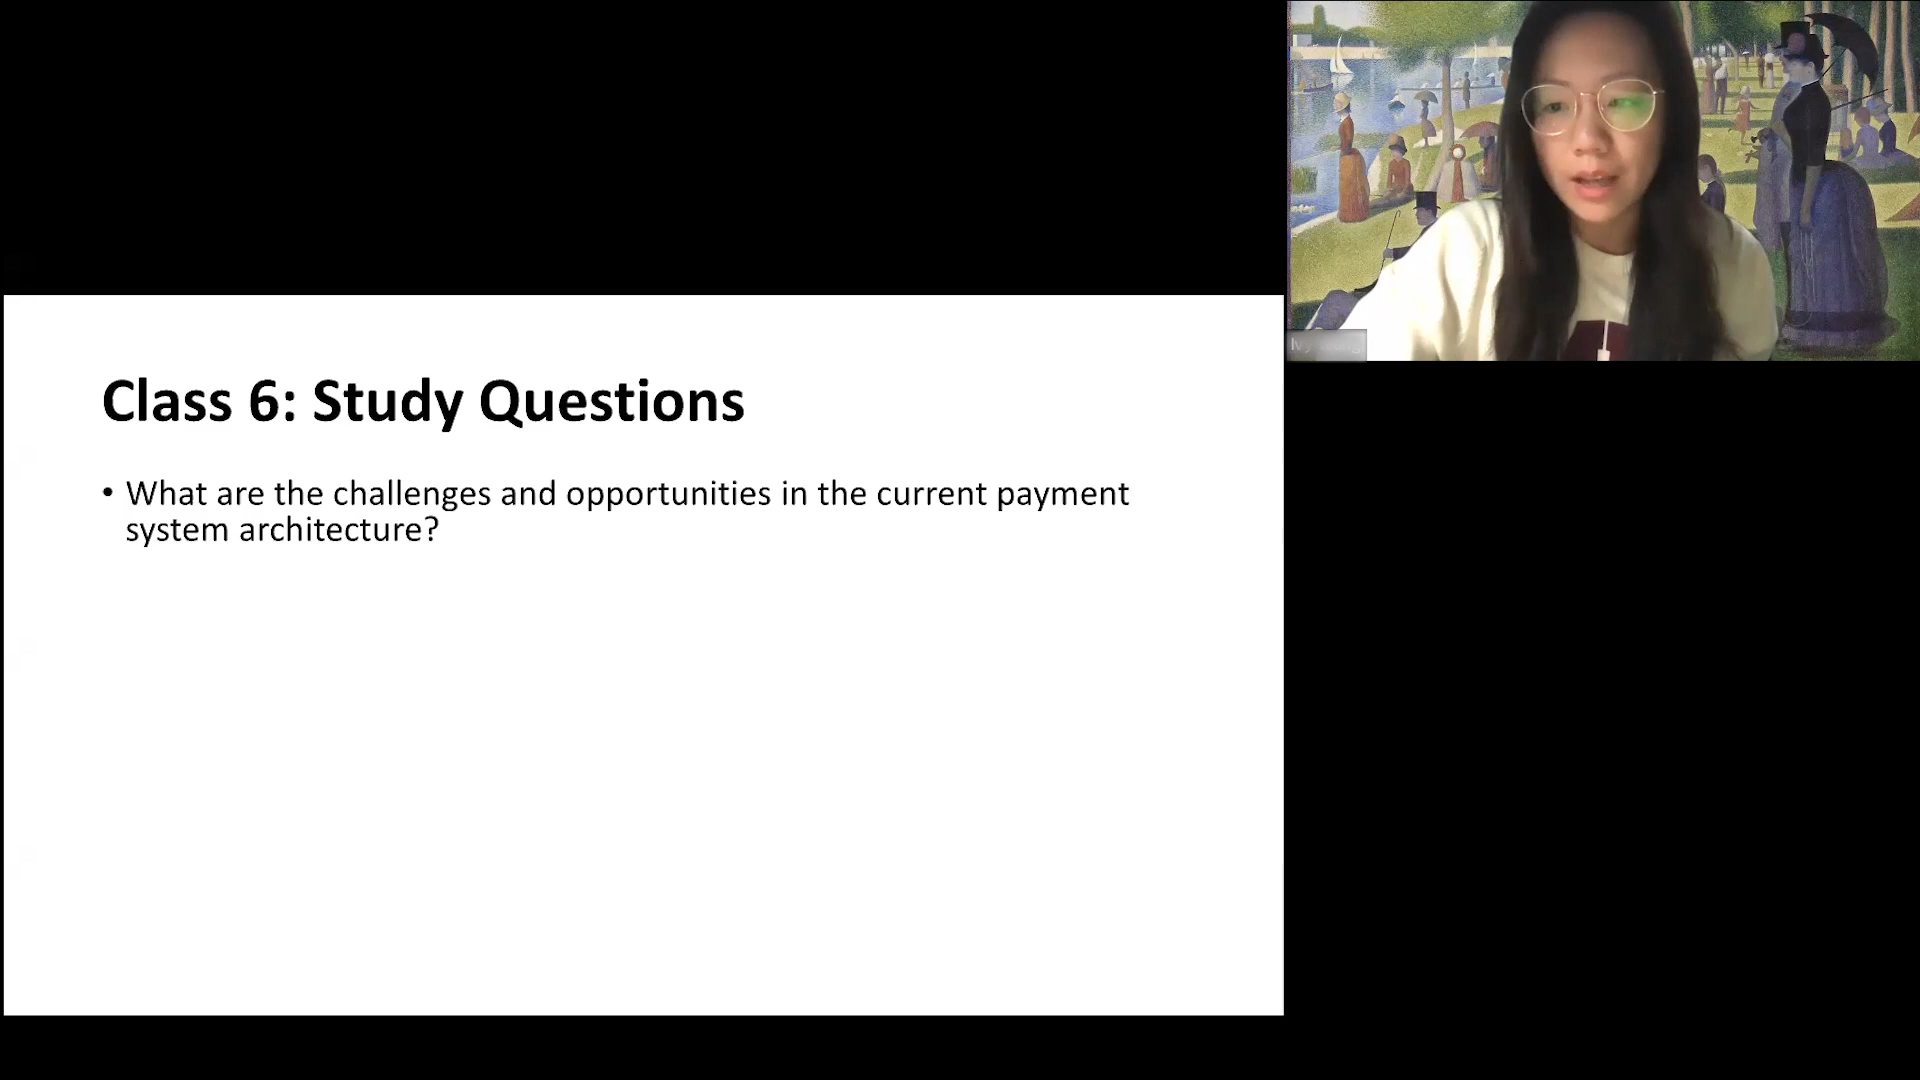 Class 6: Study Questions
• What are the challenges and opportunities in the current payment
system architecture?